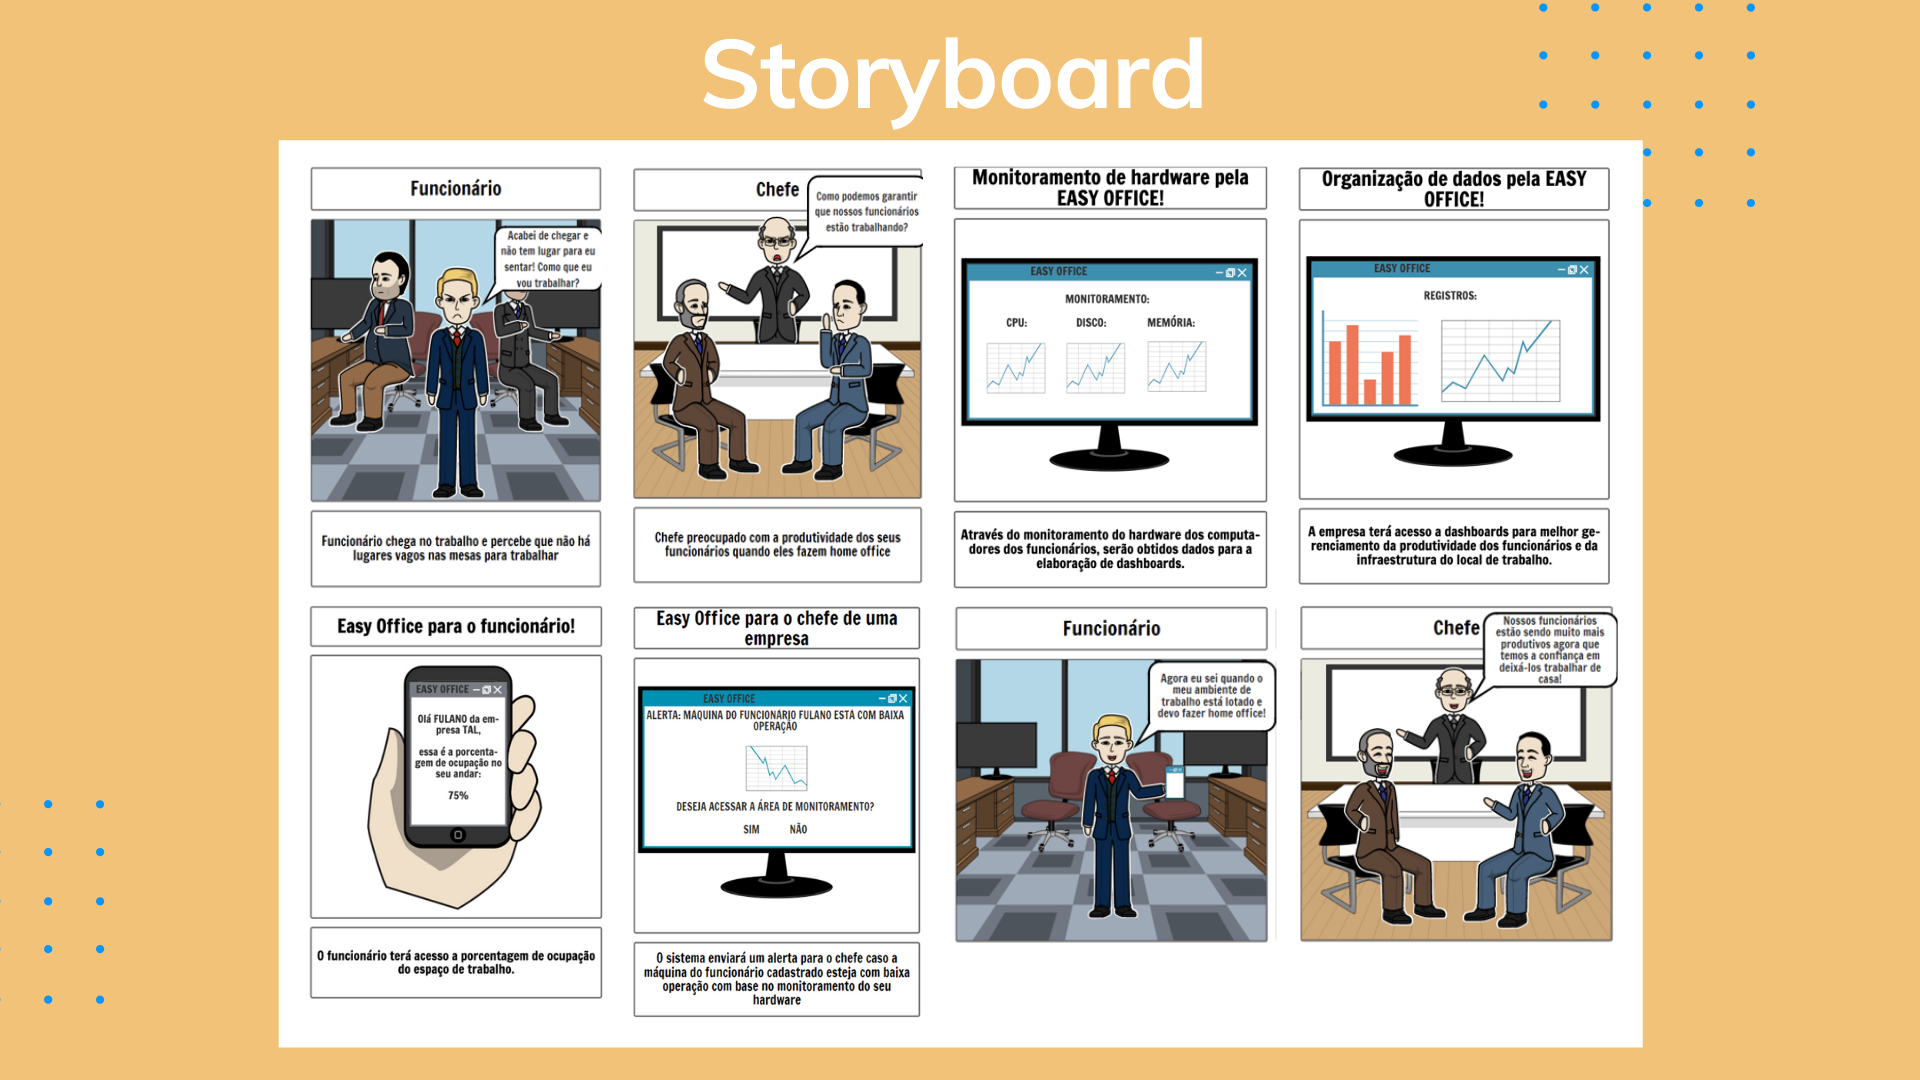 Storyboard
Funcionário
Acabei de chegar e
não tem lugar para eu
sentar! Como que eu
vou trabalhar?
Funcionário chega no trabalho e percebe que não há
lugares vagos nas mesas para trabalhar
Chefe
Como podemos garantir
que nossos funcionários
estão trabalhando?
Chefe preocupado com a produtividade dos seus
funcionários quando eles fazem home office
Monitoramento de hardware pela
EASY OFFICE!
EASY OFFICE
MONITORAMENTO:
CPU: DISCO: MEMÓRIA:
Através do monitoramento do hardware dos computa-
dores dos funcionários, serão obtidos dados para a
elaboração de dashboards.
Organização de dados pela EASY
OFFICE!
EASY OFFICE
REGISTROS:
A empresa terá acesso a dashboards para melhor ge-
renciamento da produtividade dos funcionários e da
infraestrutura do local de trabalho.
Easy Office para o funcionário!
EASY OFFICE
Olá FULANO da em-
presa TAL,
essa é a porcenta-
gem de ocupação no
seu andar:
75%
O funcionário terá acesso a porcentagem de ocupação
do espaço de trabalho.
Easy Office para o chefe de uma
empresa
EASY OFFICE
ALERTA: MAQUINA DO FUNCIONÁRIO FULANO ESTÁ COM BAIXA
OPERAÇÃO
DESEJA ACESSAR A ÁREA DE MONITORAMENTO?
SIM NÃO
O sistema enviará um alerta para o chefe caso a
máquina do funcionário cadastrado esteja com baixa
operação com base no monitoramento do seu
hardware
Funcionário
Agora eu sei quando o
meu ambiente de
trabalho está lotado e
devo fazer home office!
Chefe
Nossos funcionários
estão sendo muito mais
produtivos agora que
temos a confiança em
deixá-los trabalhar de
casa!